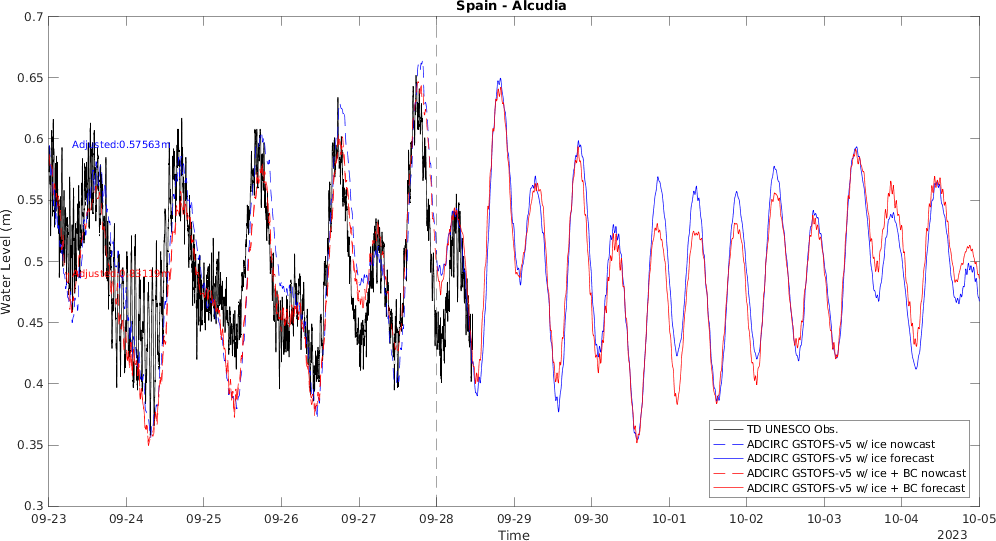 Spain - Alcudia
0.7
0.65
0.6
0.55
0.5
0.45
0.4
0.35
0.3
Water Level (m)
Adjusted:0.57563m
TD UNESCO Obs.
ADCIRC GSTOFS-v5 w/ ice nowcast
ADCIRC GSTOFS-v5 w/ ice forecast
ADCIRC GSTOFS-v5 w/ ice + BC nowcast
ADCIRC GSTOFS-v5 w/ ice + BC forecast
09-23 09-24 09-25 09-26 09-27 09-28 09-29 09-30 10-01 10-02 10-03 10-04 10-05
Time
2023